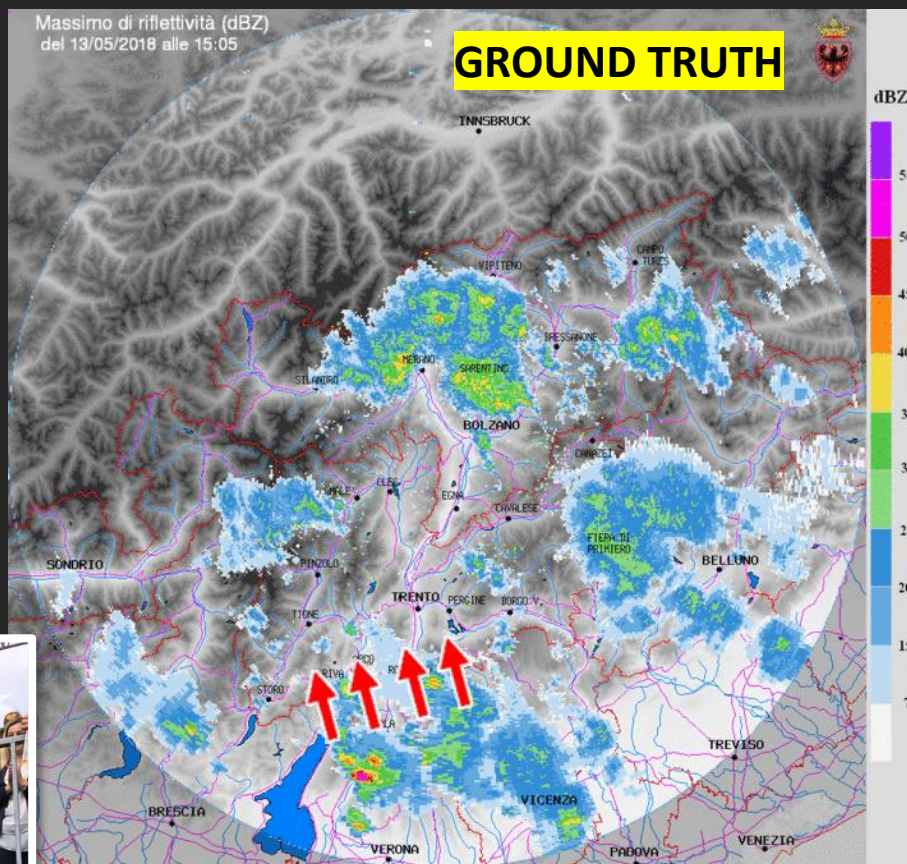 Massimo di riflettività (dBZ)
del 13/05/2018 alle 15:05
GROUND TRUTH
dBZ
INNSBRUCK
CAMPO
TURES
VIPITENO
BRESSANONE
MERANO
SARENTINO
SILANDRO
BOLZANO
CANAZEI
CLES
EGNA
CAVALESE
FIERA DI
PRIMIERO
BELLUNO
SONDRIO
PINZOLO
TRENTO
PERGINE
BORGO V.
TIONE
RIVA
STORO
TREVISO
VICENZA
BRESCIA
VERONA
PADOVA
VENEZIA